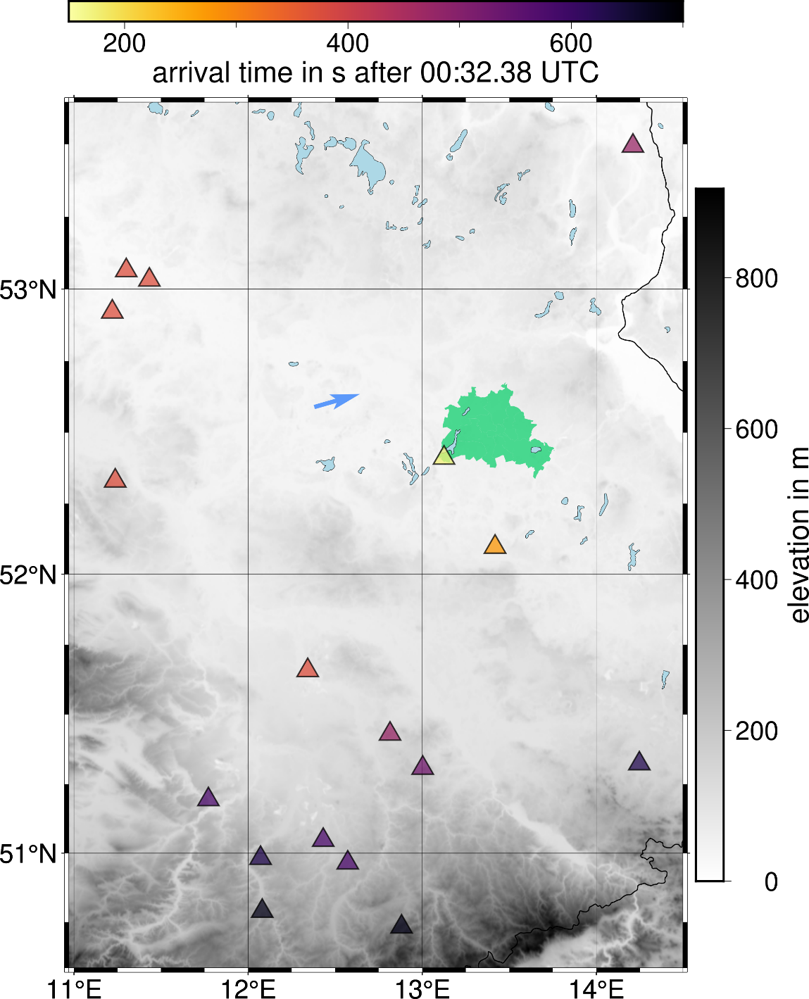 200 400 600
arrival time in s after 00:32.38 UTC
53°N
52°N
51°N
11°E 12°E 13°E 14°E
800
600
400
200
0
elevation in m